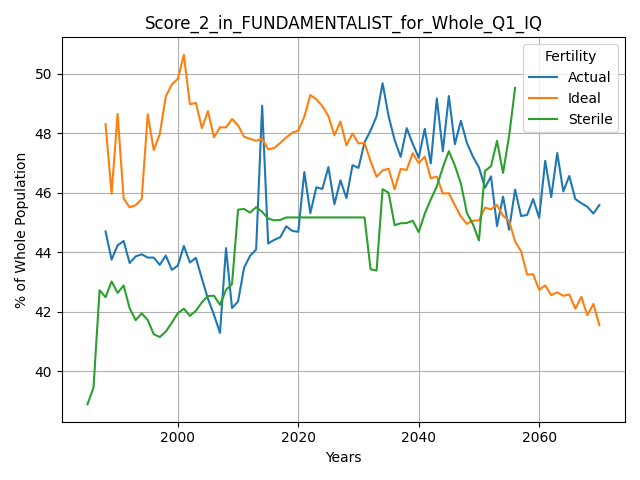 Score_2_in_FUNDAMENTALIST_for_Whole_Q1_IQ
% of Whole Population
50
48
46
44
42
40
Fertility
Actual
Ideal
Sterile
2000
2020
2040
2060
Years